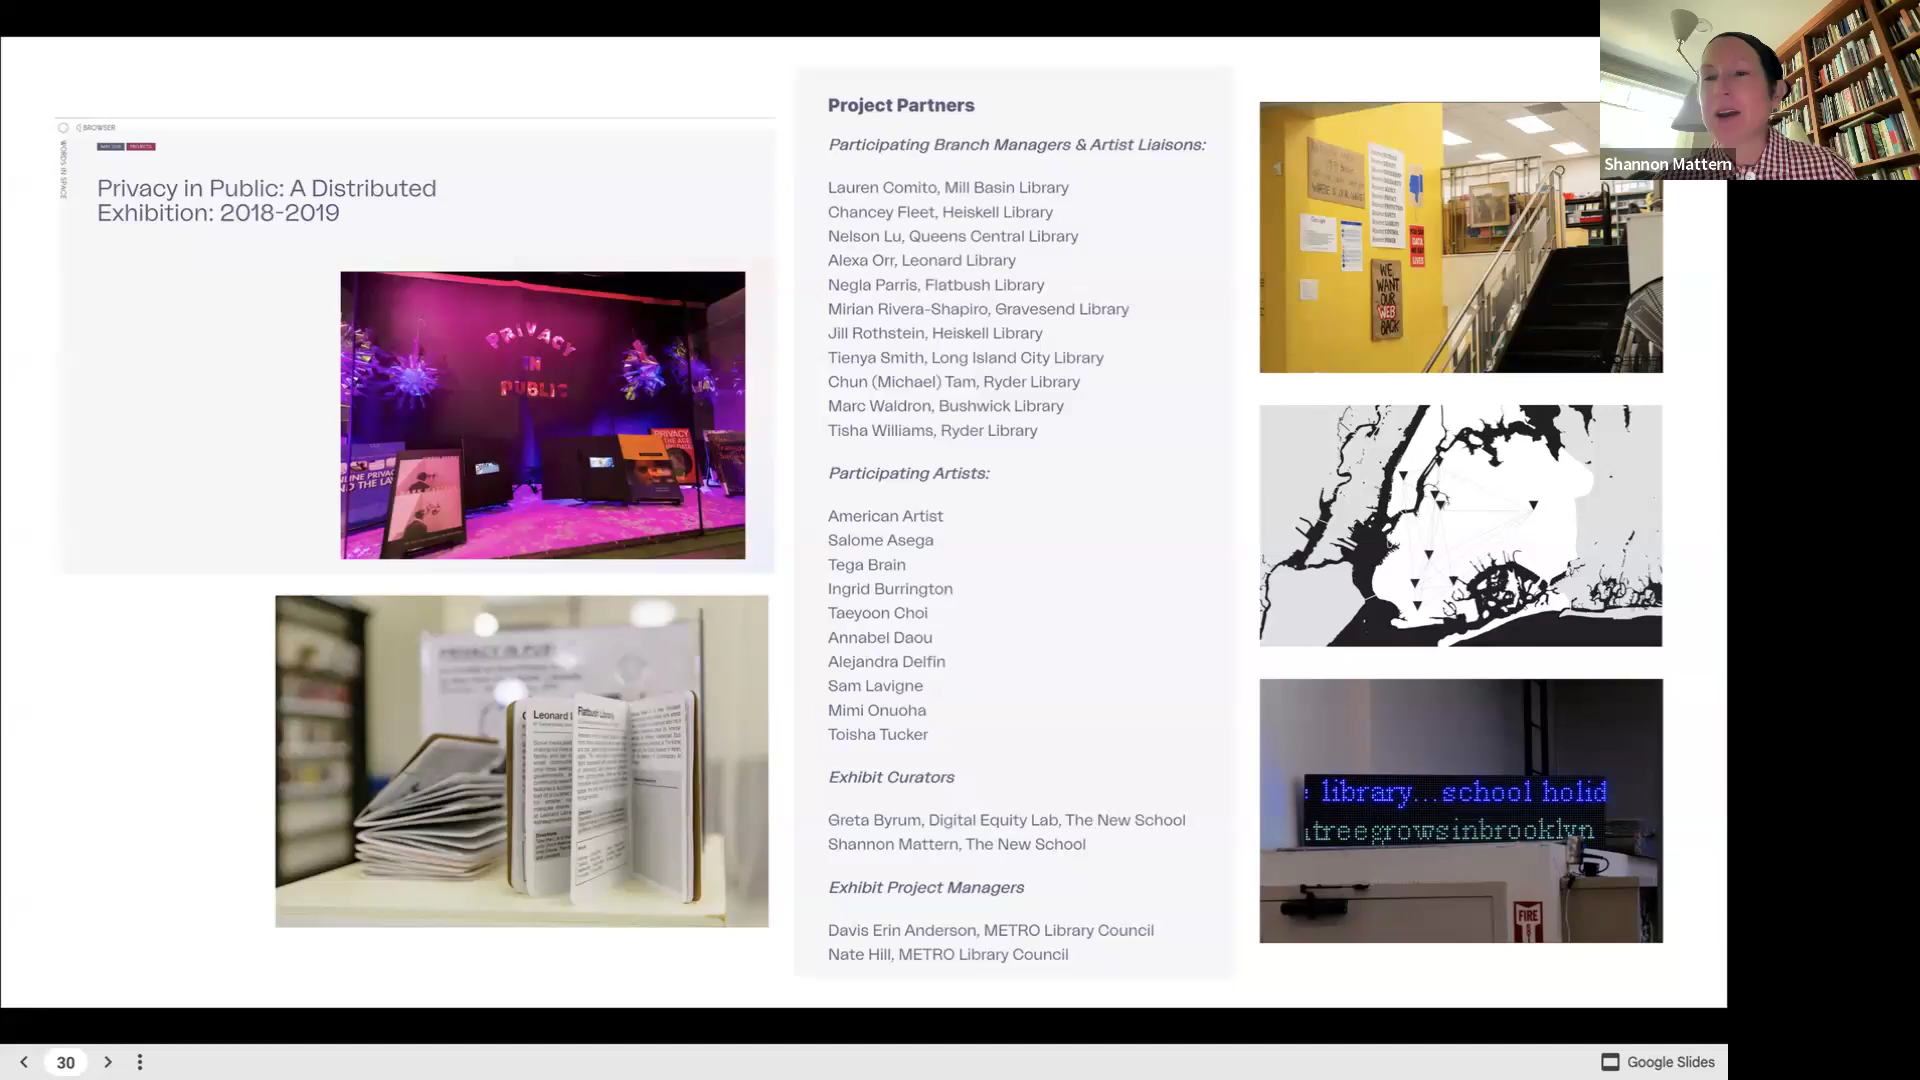 BROWSER
WORDS IN SPACE
PROJECTS
Privacy in Public: A Distributed
Exhibition: 2018-2019
PRIVACY
IN
PUBLIC
PRIVACY
Leonard
Flatbush Library
Project Partners
Participating Branch Managers & Artist Liaisons:
Lauren Comito, Mill Basin Library
Chancey Fleet, Heiskell Library
Nelson Lu, Queens Central Library
Alexa Orr, Leonard Library
Negla Parris, Flatbush Library
Mirian Rivera-Shapiro, Gravesend Library
Jill Rothstein, Heiskell Library
Tienya Smith, Long Island City Library
Chun (Michael) Tam, Ryder Library
Marc Waldron, Bushwick Library
Tisha Williams, Ryder Library
Participating Artists:
American Artist
Salome Asega
Tega Brain
Ingrid Burrington
Taeyoon Choi
Annabel Daou
Alejandra Delfin
Sam Lavigne
Mimi Onuoha
Toisha Tucker
Exhibit Curators
Greta Byrum, Digital Equity Lab, The New School
Shannon Mattern, The New School
Exhibit Project Managers
Davis Erin Anderson, METRO Library Council
Nate Hill, METRO Library Council
WE
WANT
OUR
WEB
BACK
library...school holid
treegrowsinbrooklyn
FIRE
Shannon Mattern
30
Google Slides